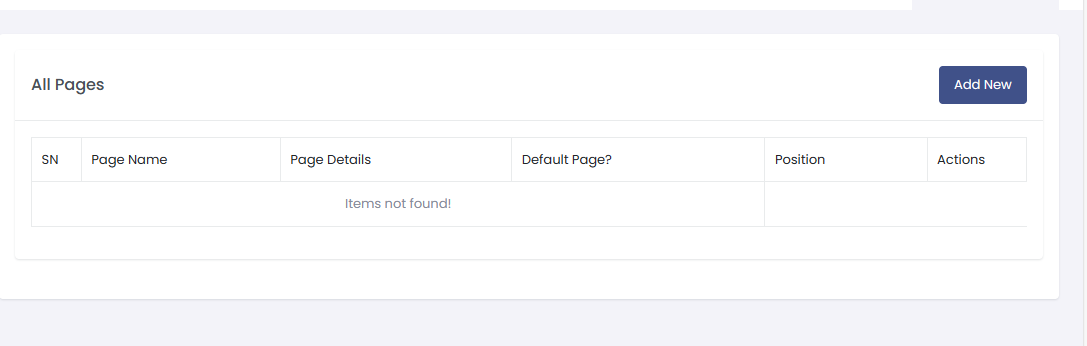 All Pages
Add New
SN Page Name Page Details Default Page? Position Actions
Items not found!